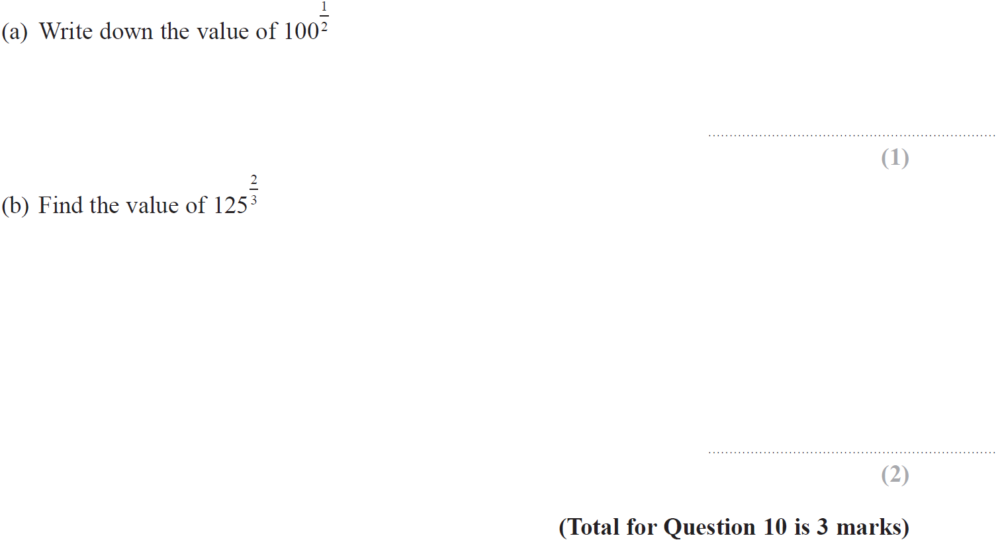 (a) Write down the value of 100^{\frac{1}{2}}
(1)
(b) Find the value of 125^{\frac{2}{3}}
(2)
(Total for Question 10 is 3 marks)